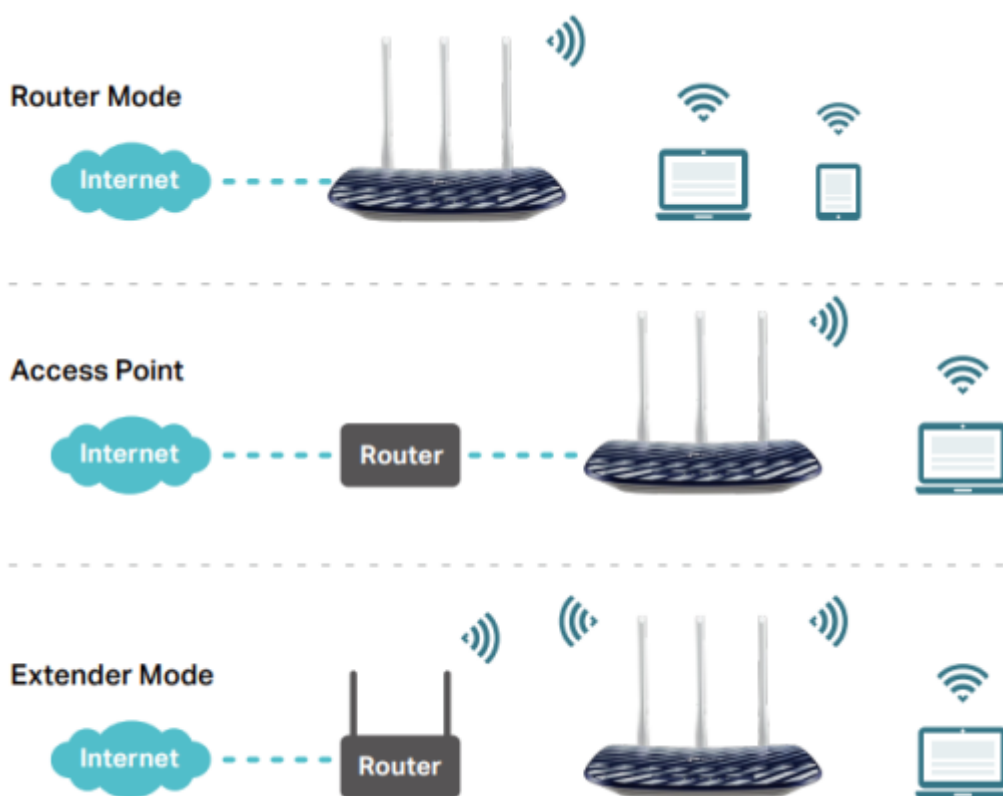 Router Mode
Internet
Access Point
Internet
Router
Extender Mode
Internet
Router